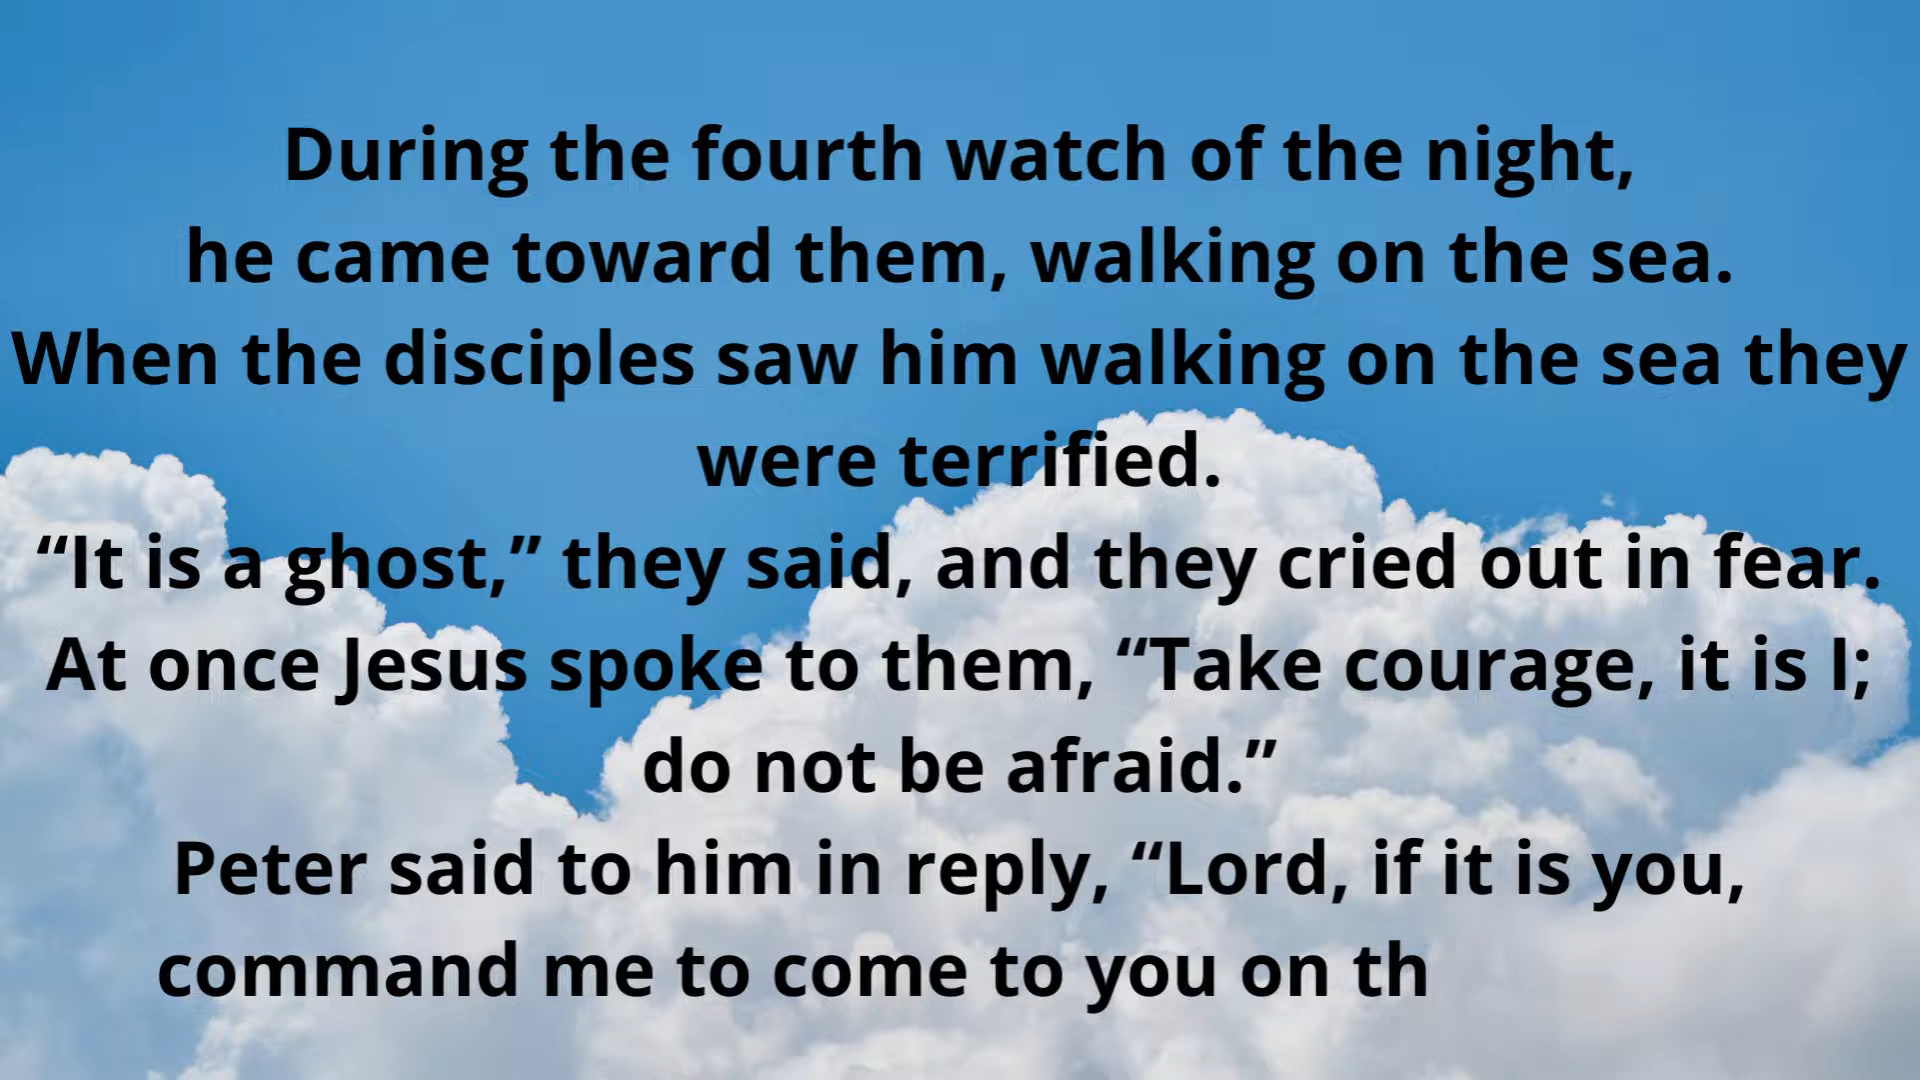 During the fourth watch of the night,
he came toward them, walking on the sea.
When the disciples saw him walking on the sea they
were terrified.
“It is a ghost,” they said, and they cried out in fear.
At once Jesus spoke to them, “Take courage, it is I;
do not be afraid.”
Peter said to him in reply, “Lord, if it is you,
command me to come to you on th